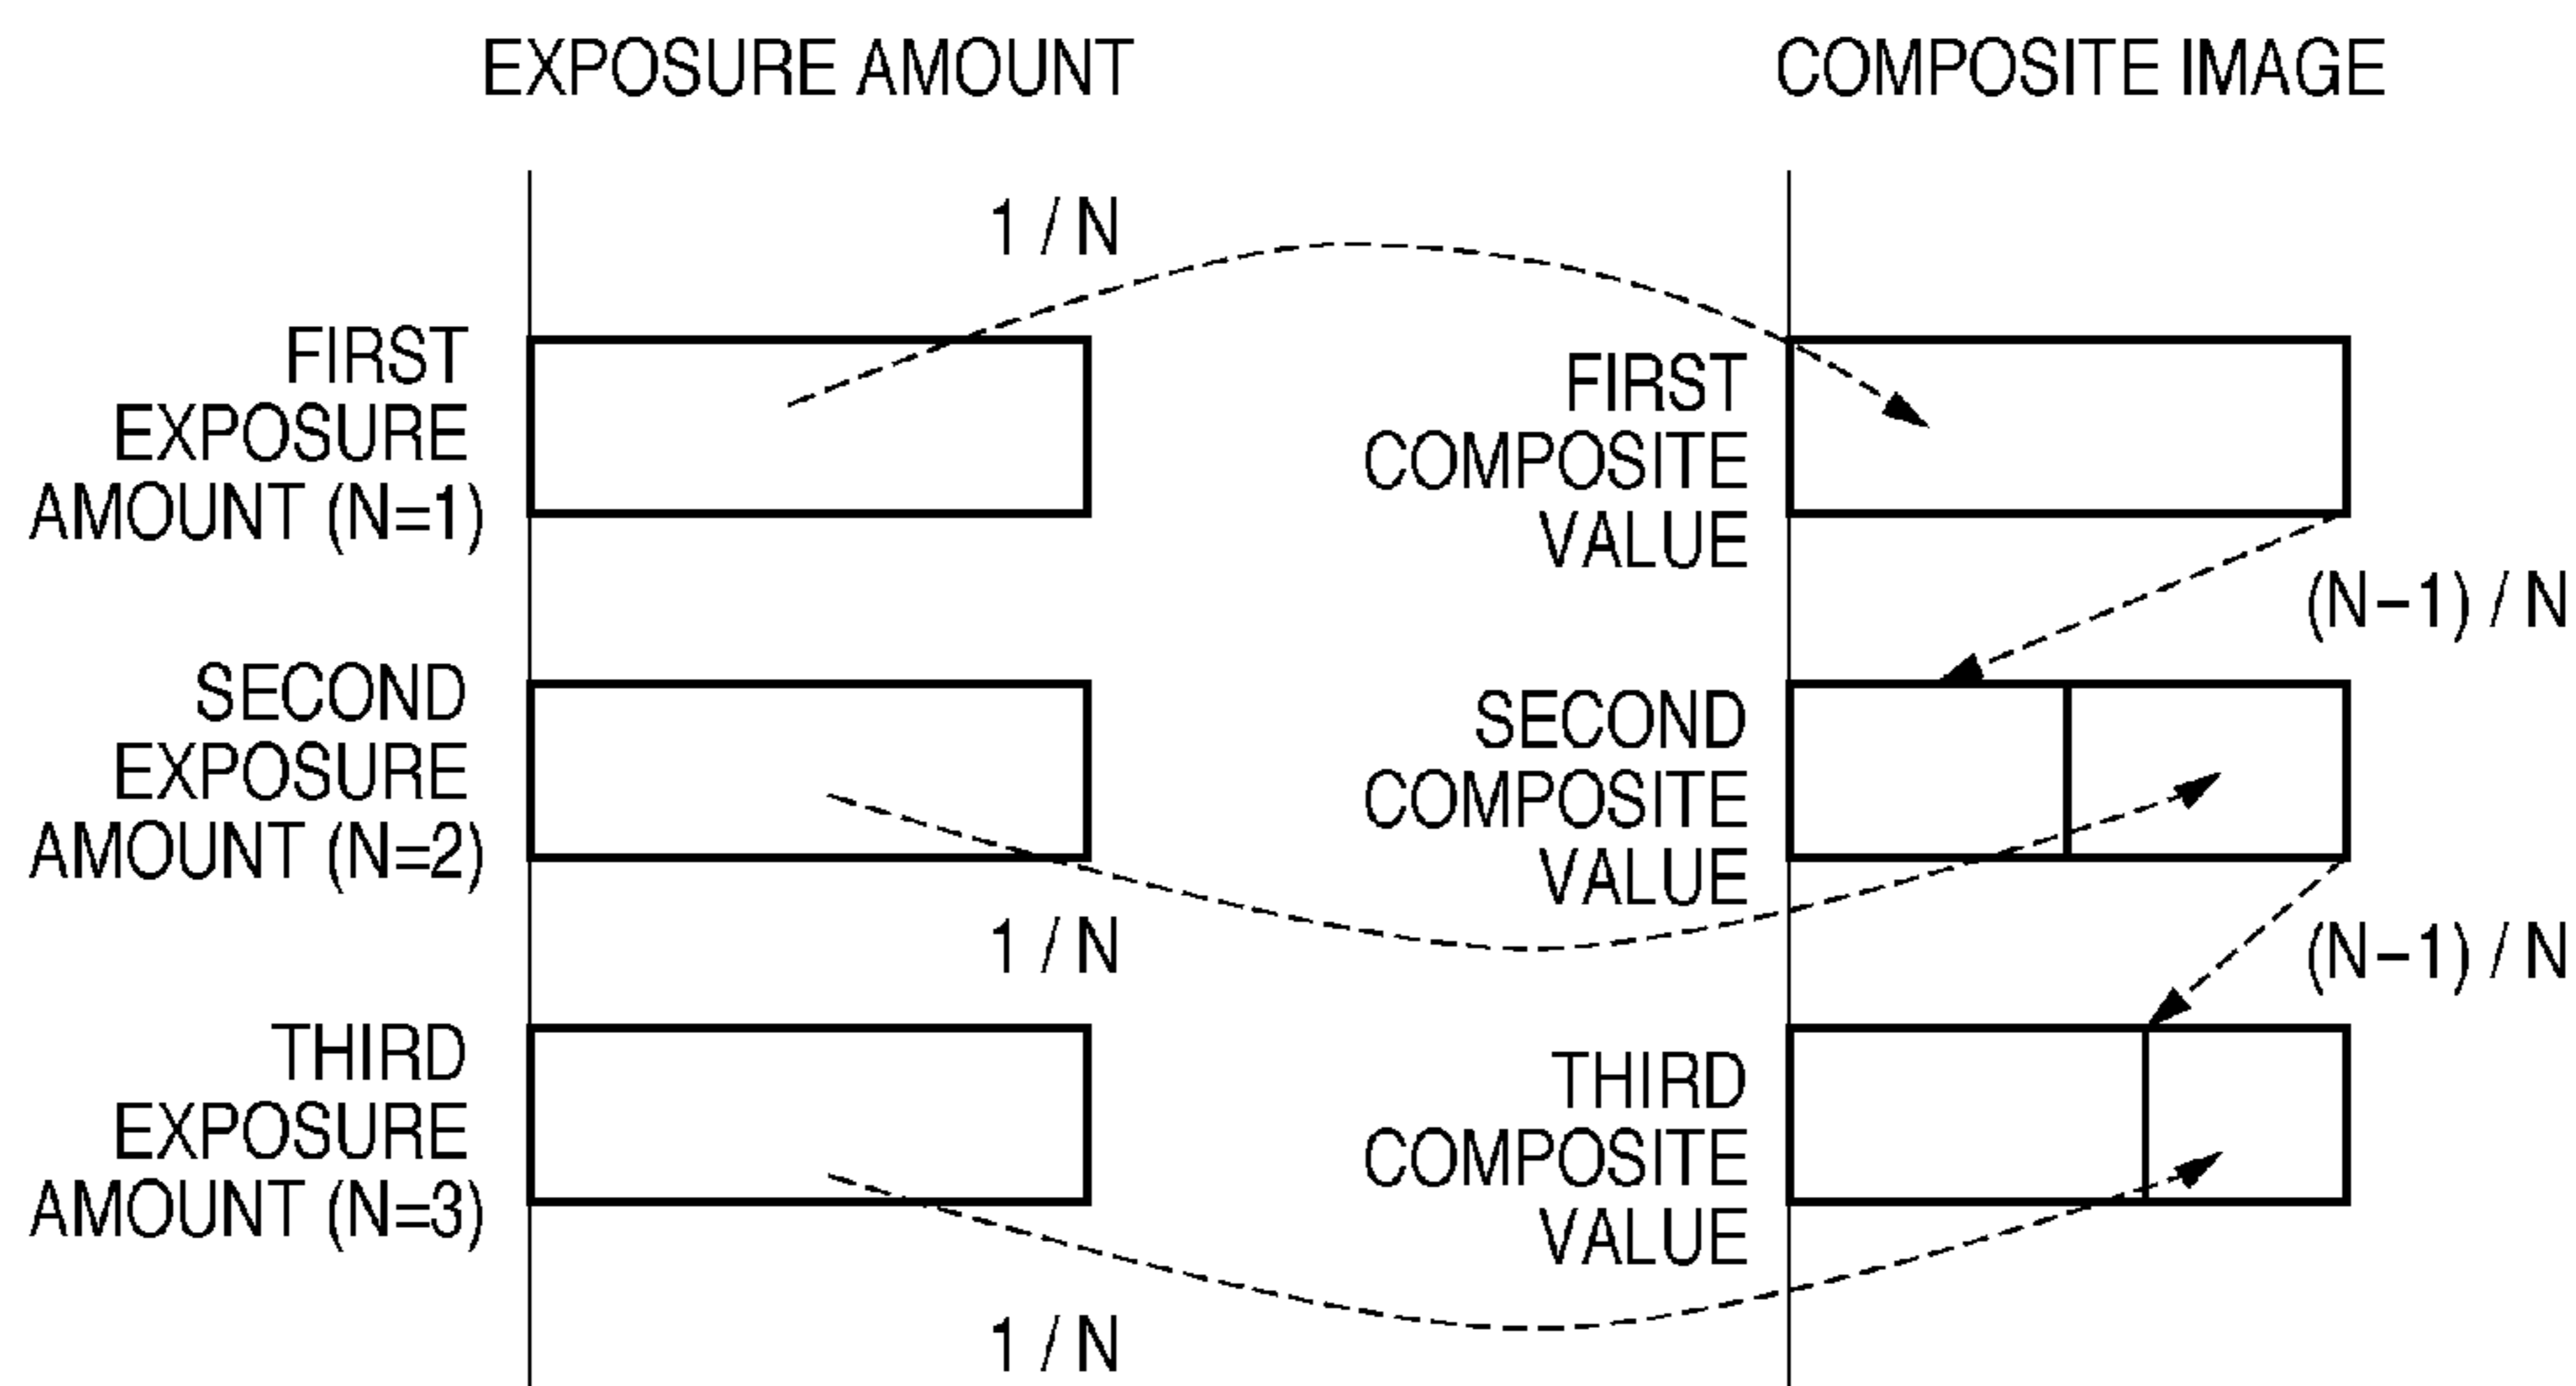 EXPOSURE AMOUNT
COMPOSITE IMAGE
1 / N
FIRST
EXPOSURE
AMOUNT (N=1)
FIRST
COMPOSITE
VALUE
(N−1) / N
SECOND
EXPOSURE
AMOUNT (N=2)
SECOND
COMPOSITE
VALUE
1 / N
(N−1) / N
THIRD
EXPOSURE
AMOUNT (N=3)
THIRD
COMPOSITE
VALUE
1 / N